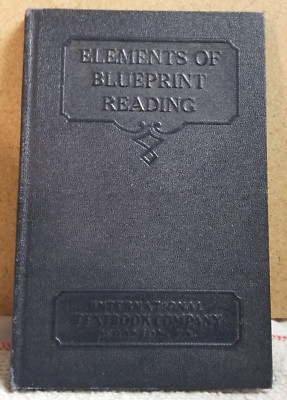 ELEMENTS OF
BLUEPRINT
READING
INTERNATIONAL
TEXTBOOK COMPANY